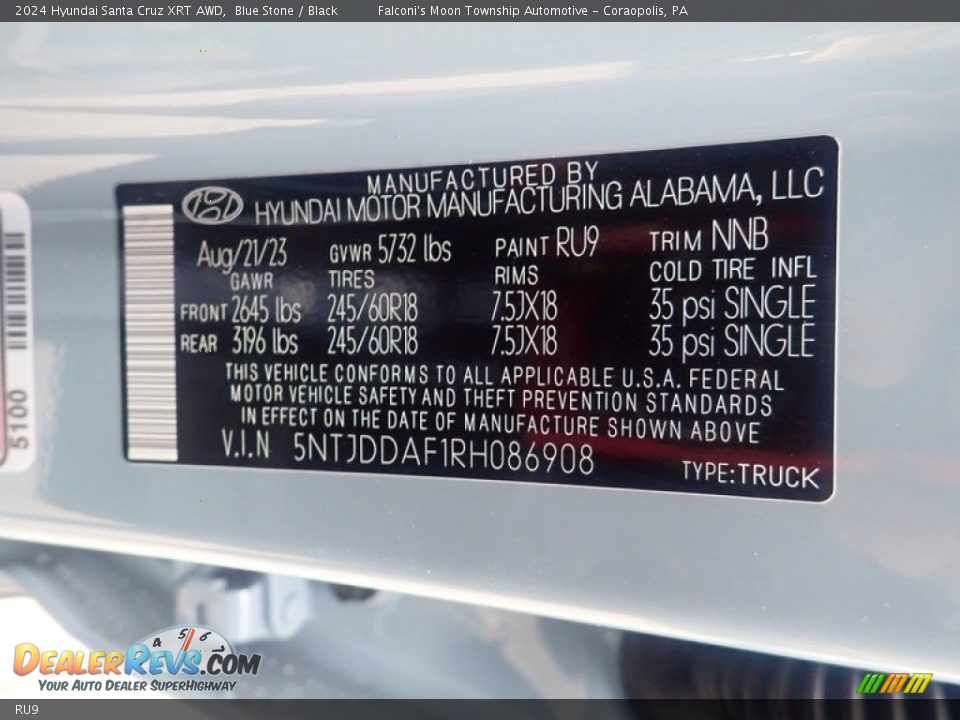 2024 Hyundai Santa Cruz XRT AWD, Blue Stone / Black Falconi's Moon Township Automotive - Coraopolis, PA
MANUFACTURED BY
HYUNDAI MOTOR MANUFACTURING ALABAMA, LLC
Aug/21/23 GVWR 5732 lbs PAINT RU9 TRIM NNB
GAWR TIRES RIMS COLD TIRE INFL
FRONT 2645 lbs 245/60R18 7.5JX18 35 psi SINGLE
REAR 3196 lbs 245/60R18 7.5JX18 35 psi SINGLE
THIS VEHICLE CONFORMS TO ALL APPLICABLE U.S.A. FEDERAL
MOTOR VEHICLE SAFETY AND THEFT PREVENTION STANDARDS
IN EFFECT ON THE DATE OF MANUFACTURE SHOWN ABOVE
V.I.N 5NTJDDAF1RH086908 TYPE:TRUCK
5100
4 5 6
DEALERREVS.COM
YOUR AUTO DEALER SUPERHIGHWAY
RU9